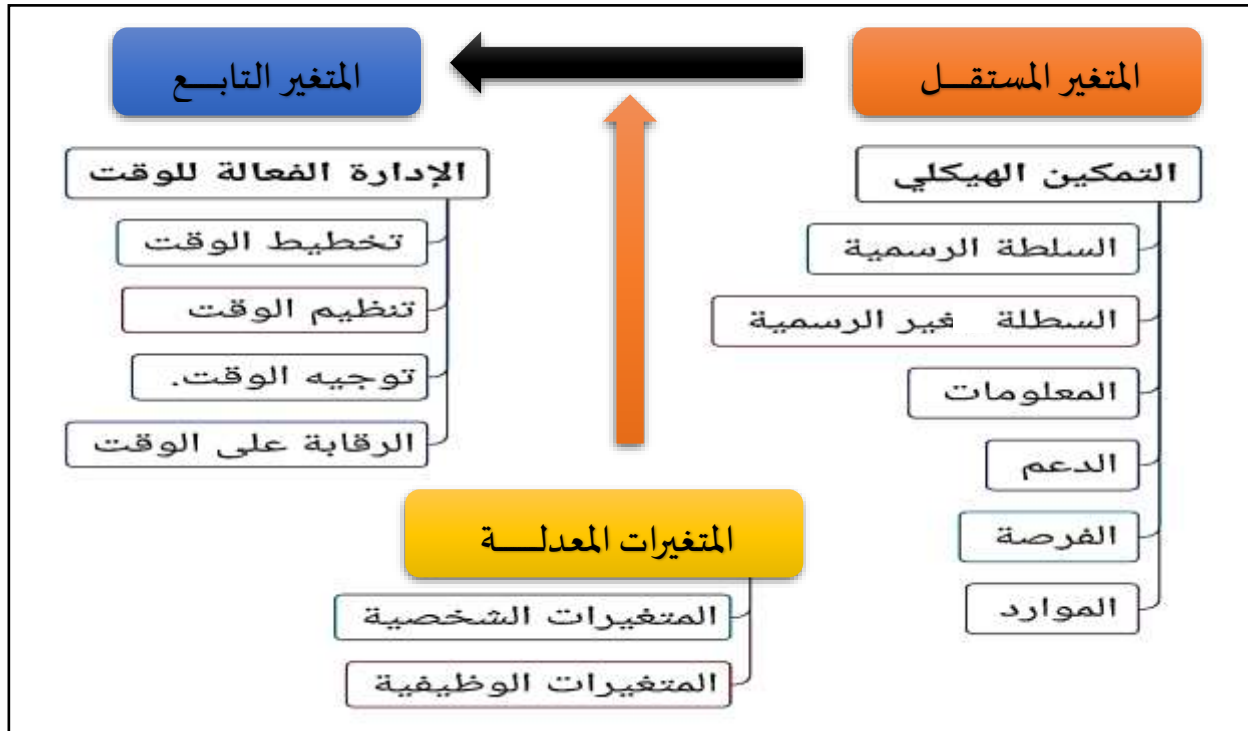 المتغير المستقـــل
المتغير التابـــع
التمكين الهيكلي
السلطة الرسمية
السطلة غير الرسمية
المعلومات
الدعم
الفرصة
الموارد
الإدارة الفعالة للوقت
تخطيط الوقت
تنظيم الوقت
توجيه الوقت.
الرقابة على الوقت
المتغيرات المعدلـــــة
المتغيرات الشخصية
المتغيرات الوظيفية